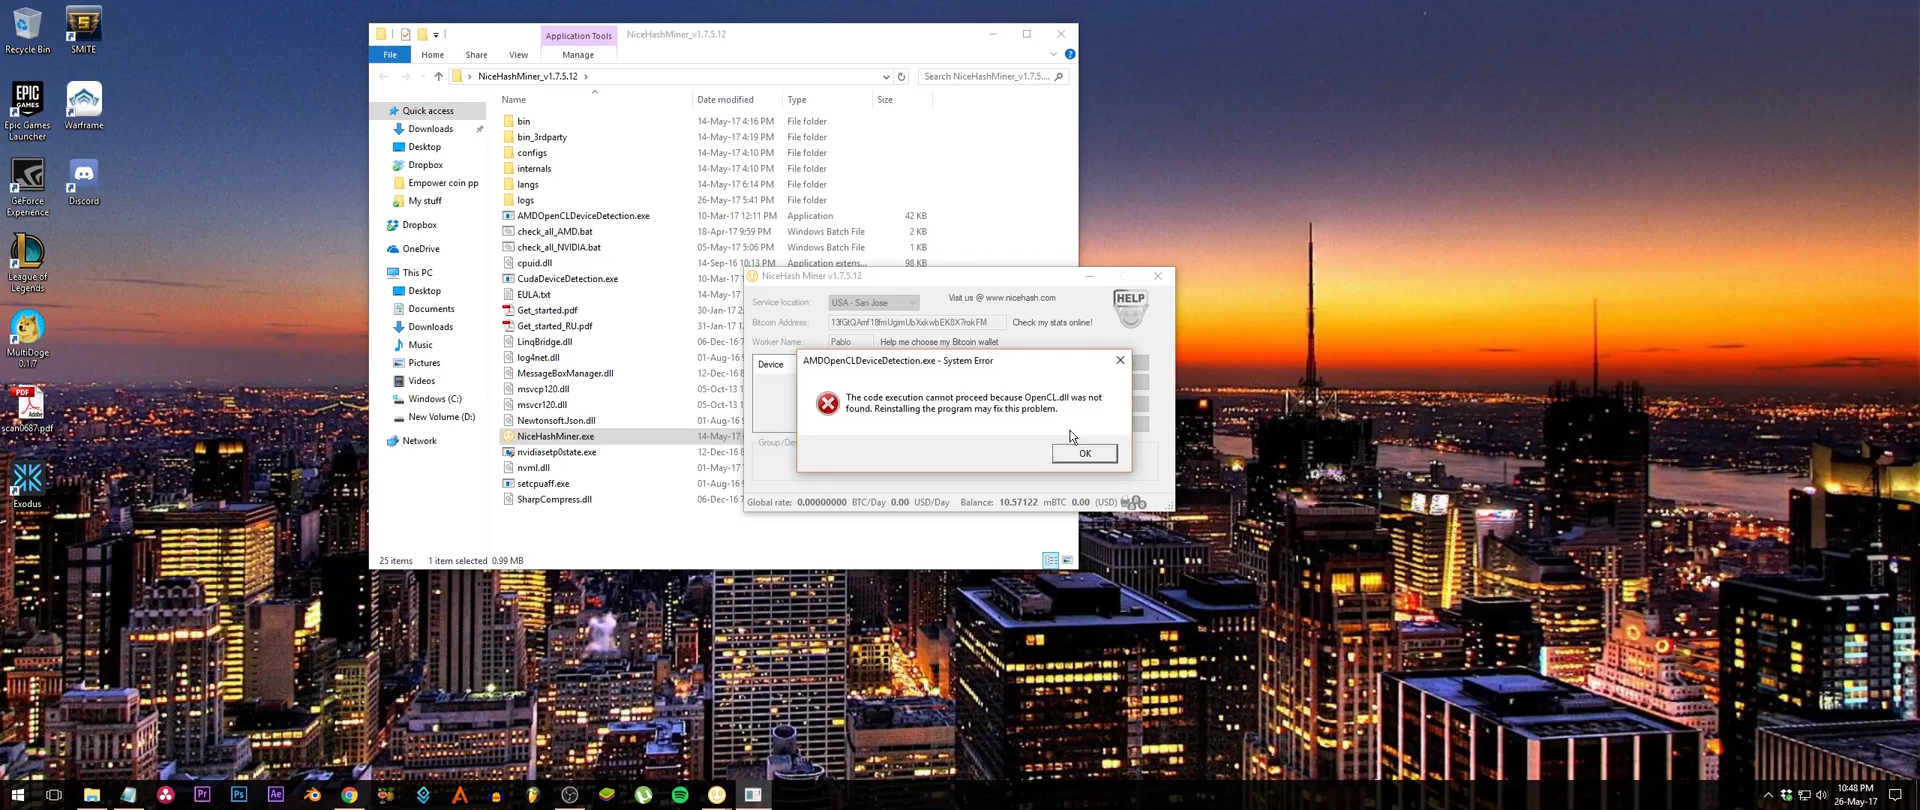 Recycle Bin
SMITE
Epic Games
Launcher
Warframe
GeForce
Experience
Discord
League of
Legends
MultiDoge
0.1.7
scan0687.pdf
Exodus
Application Tools
NiceHashMiner_v1.7.5.12
File
Home
Share
View
Manage
NiceHashMiner_v1.7.5.12
Search NiceHashMiner_v1.7.5....
Quick access
Downloads
Desktop
Dropbox
Empower coin pp
My stuff
Dropbox
OneDrive
This PC
Desktop
Documents
Downloads
Music
Pictures
Videos
Windows (C:)
New Volume (D:)
Network
Name Date modified Type Size
bin 14-May-17 4:16 PM File folder
bin_3rdparty 14-May-17 4:19 PM File folder
configs 14-May-17 4:10 PM File folder
internals 14-May-17 4:10 PM File folder
langs 14-May-17 6:14 PM File folder
logs 26-May-17 5:41 PM File folder
AMDOpenCLDeviceDetection.exe 10-Mar-17 12:11 PM Application 42 KB
check_all_AMD.bat 18-Apr-17 9:59 PM Windows Batch File 2 KB
check_all_NVIDIA.bat 05-May-17 5:06 PM Windows Batch File 1 KB
cpuid.dll 14-Sep-16 10:13 PM Application extens... 98 KB
CudaDeviceDetection.exe 10-Mar-17
EULA.txt 14-May-17
Get_started.pdf 30-Jan-17 2:
Get_started_RU.pdf 31-Jan-17 1:
LinqBridge.dll 06-Dec-16
log4net.dll 01-Aug-16
MessageBoxManager.dll 12-Dec-16 8
msvcp120.dll 05-Oct-13
msvcr120.dll 05-Oct-13
Newtonsoft.Json.dll 01-Aug-16
NiceHashMiner.exe 14-May-17
nvidiasetp0state.exe 12-Dec-16 8
nvml.dll 01-May-17
setcpuaff.exe 01-Aug-16
SharpCompress.dll 06-Dec-16
25 items 1 item selected 0.99 MB
NiceHash Miner v1.7.5.12
Service location: USA - San Jose Visit us @ www.nicehash.com
HELP
Bitcoin Address: 13fGtQAmf18fmUgimUbXxkwbEK8X7rokFM Check my stats online!
Worker Name: Pablo Help me choose my Bitcoin wallet
Device
Group/Dev
Global rate: 0.00000000 BTC/Day 0.00 USD/Day Balance: 10.57122 mBTC 0.00 (USD)
AMDOpenCLDeviceDetection.exe - System Error
The code execution cannot proceed because OpenCL.dll was not
found. Reinstalling the program may fix this problem.
OK
Pr
Ps
Ae
10:48 PM
26-May-17